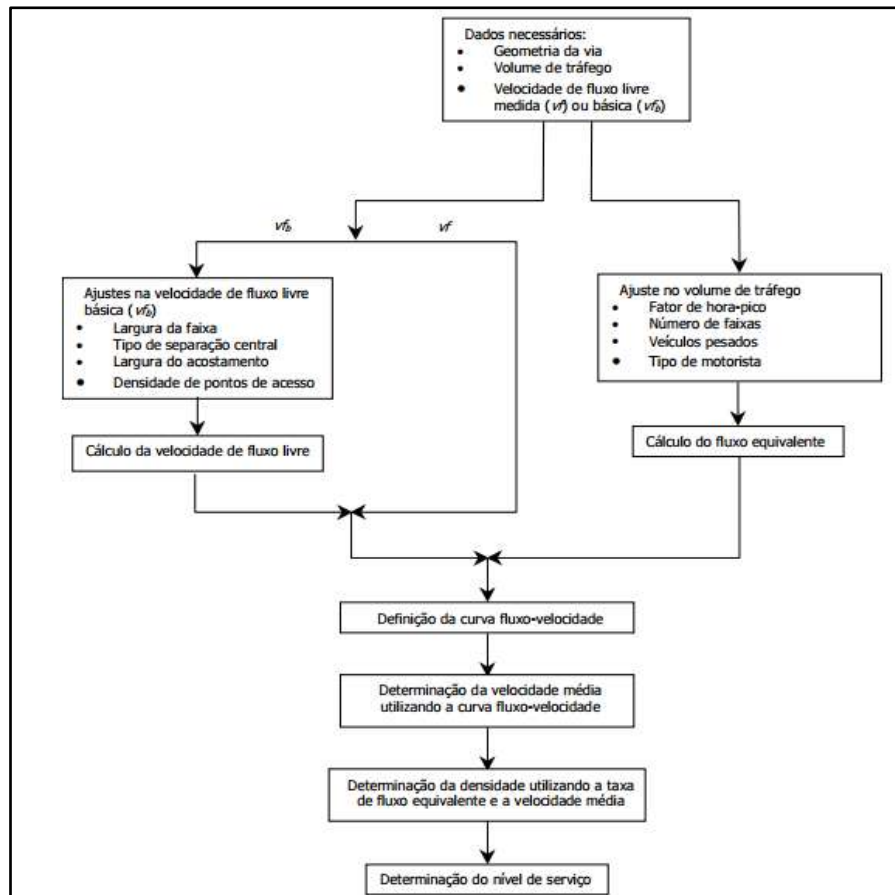 Dados necessários:
• Geometria da via
• Volume de tráfego
• Velocidade de fluxo livre
medida (vf) ou básica (vfb)
vfb
vf
Ajustes na velocidade de fluxo livre
básica (vfb)
• Largura da faixa
• Tipo de separação central
• Largura do acostamento
• Densidade de pontos de acesso
Ajuste no volume de tráfego
• Fator de hora-pico
• Número de faixas
• Veículos pesados
• Tipo de motorista
Cálculo da velocidade de fluxo livre
Cálculo do fluxo equivalente
Definição da curva fluxo-velocidade
Determinação da velocidade média
utilizando a curva fluxo-velocidade
Determinação da densidade utilizando a taxa
de fluxo equivalente e a velocidade média
Determinação do nível de serviço